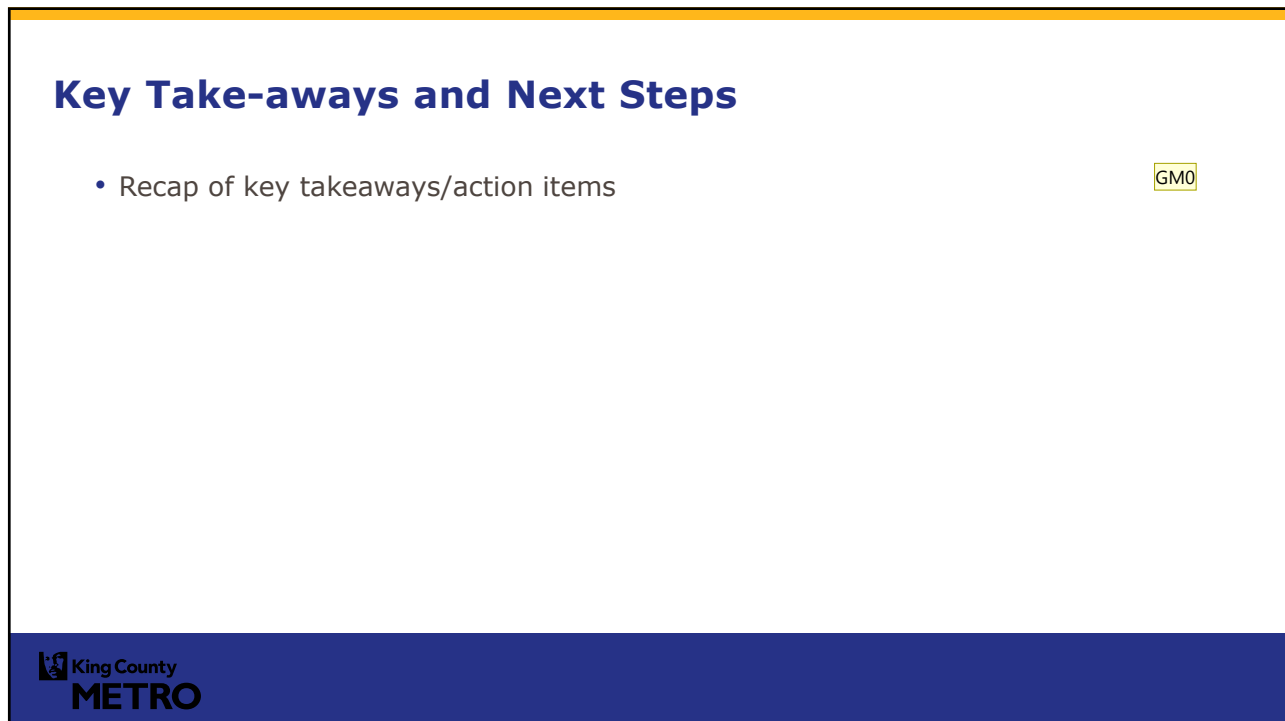 Key Take-aways and Next Steps
• Recap of key takeaways/action items
GM0
King County
METRO